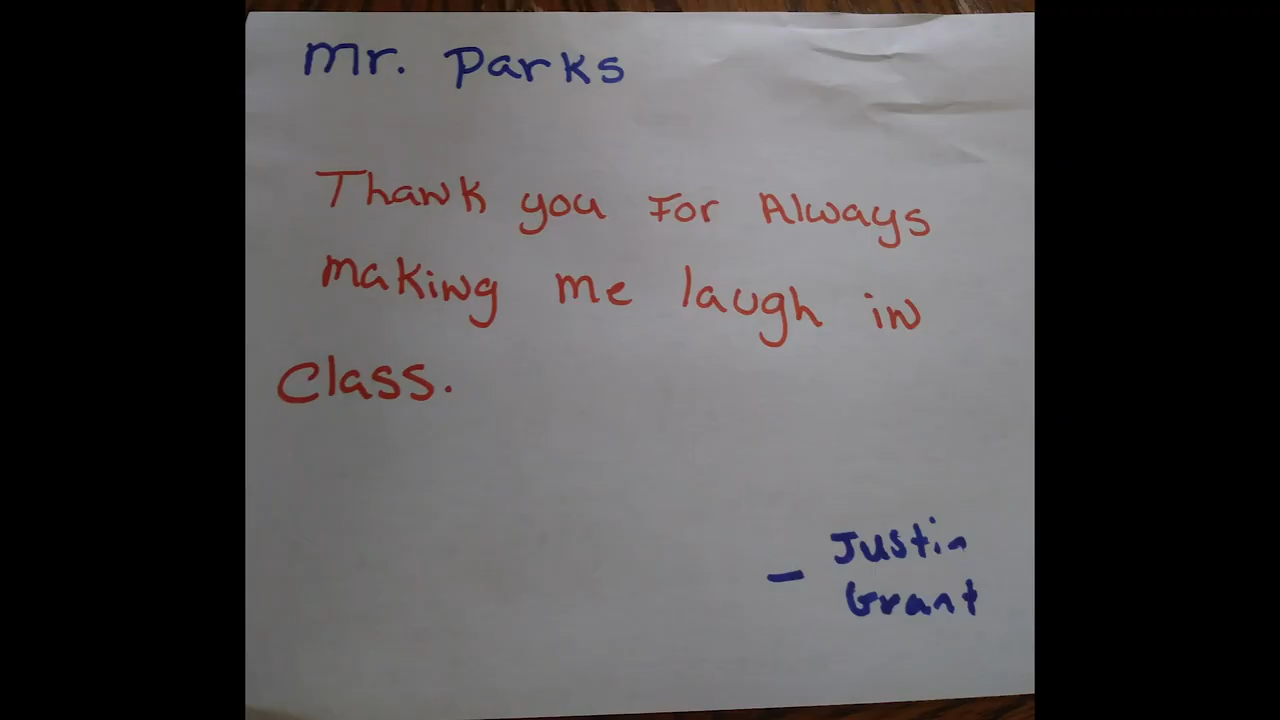 Mr. Parks
Thank you For Always
making me laugh in
Class.
- Justin
Grant